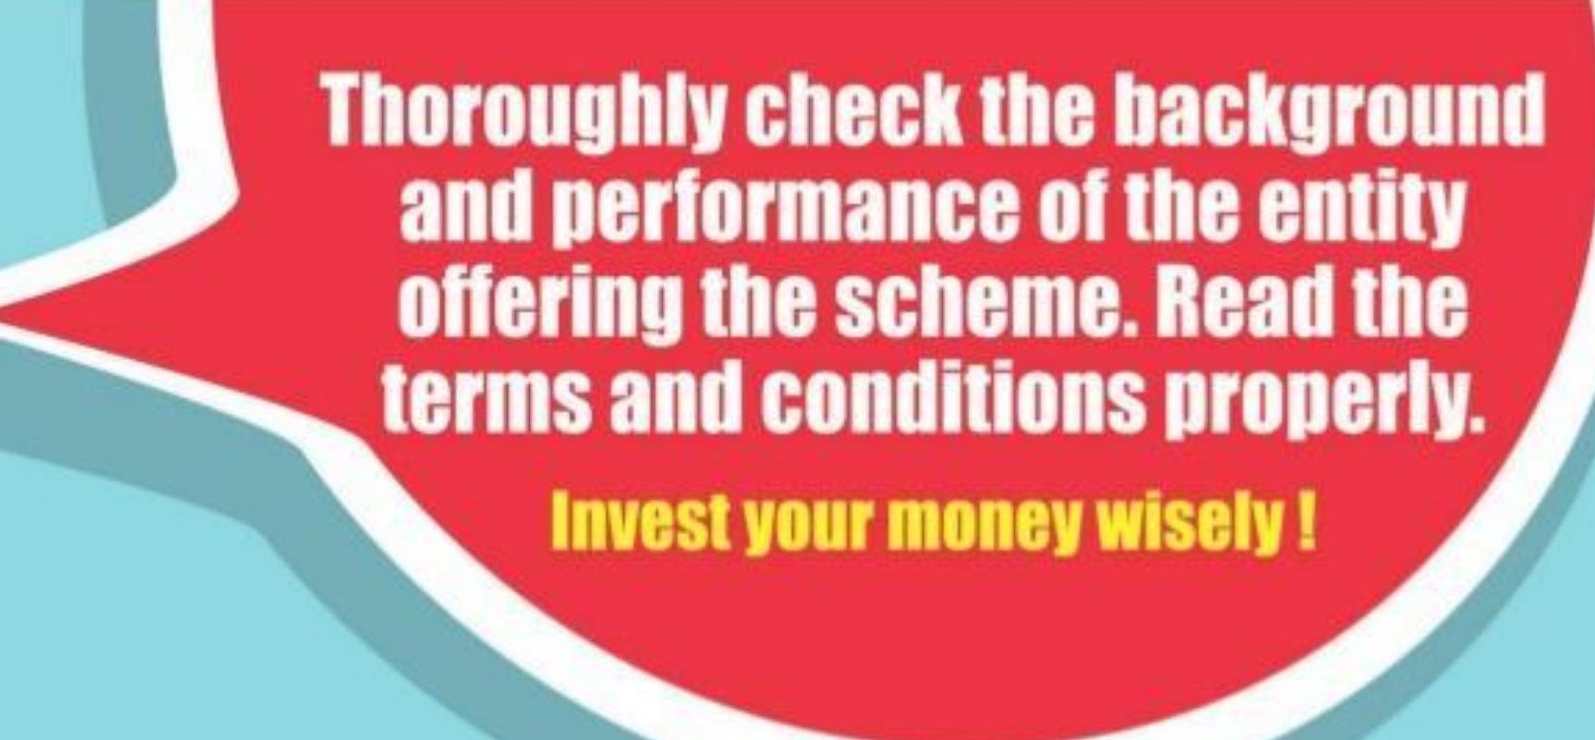 Thoroughly check the background
and performance of the entity
offering the scheme. Read the
terms and conditions properly.
Invest your money wisely !